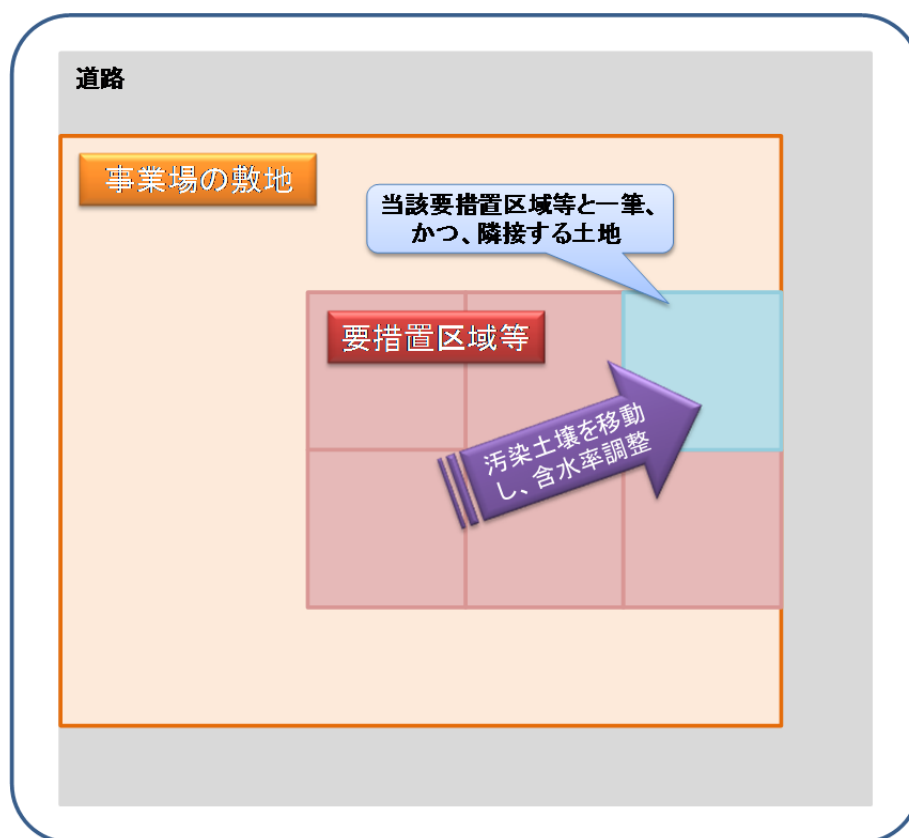 道路
事業場の敷地
当該要措置区域等と一筆、
かつ、隣接する土地
要措置区域等
汚染土壌を移動
し、含水率調整